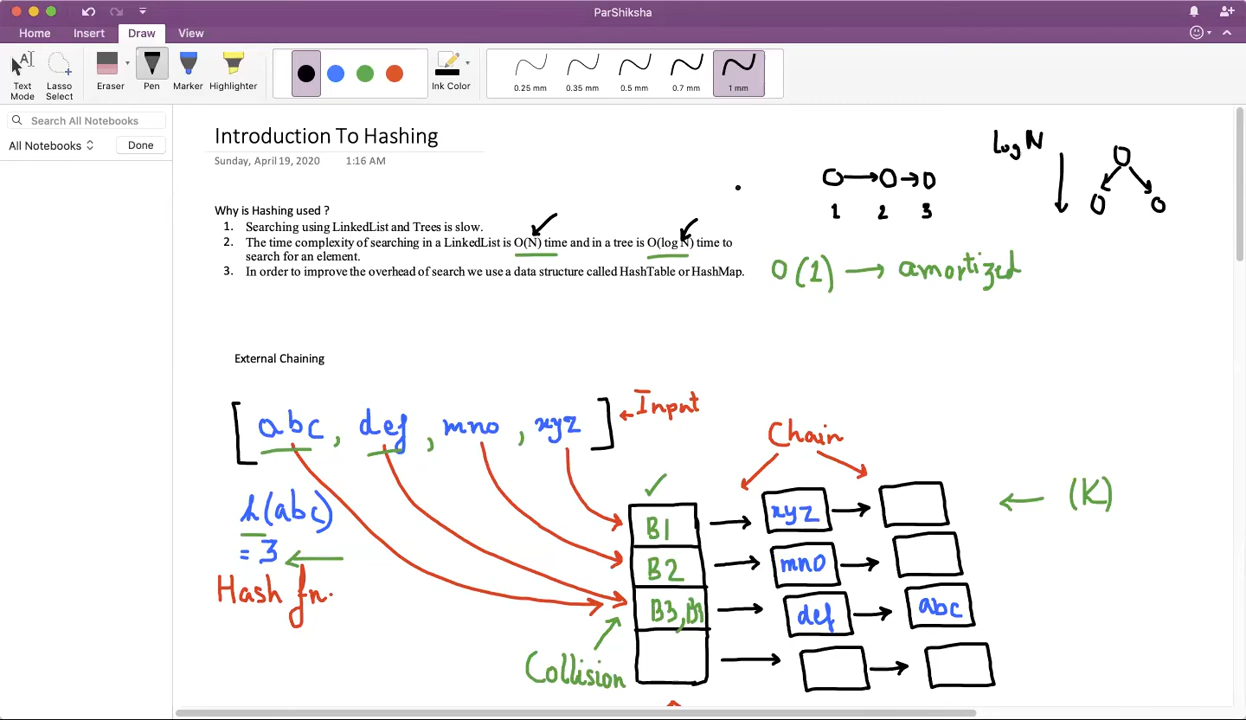 ParShiksha
Home Insert Draw View
Text Mode
Lasso Select
Eraser
Pen
Marker
Highlighter
Ink Color
0.25 mm
0.35 mm
0.5 mm
0.7 mm
1 mm
Search All Notebooks
All Notebooks
Done
Introduction To Hashing
Sunday, April 19, 2020 1:16 AM
Why is Hashing used ?
1. Searching using LinkedList and Trees is slow.
2. The time complexity of searching in a LinkedList is O(N) time and in a tree is O(log N) time to
search for an element.
3. In order to improve the overhead of search we use a data structure called HashTable or HashMap.
1 2 3
log N
O(1) → amortized
External Chaining
[abc, def, mno, xyz] ← Input
h(abc)
= 3
Hash fn.
Chain
(K)
B1 xyz
B2 mno
B3, def abc
Collision